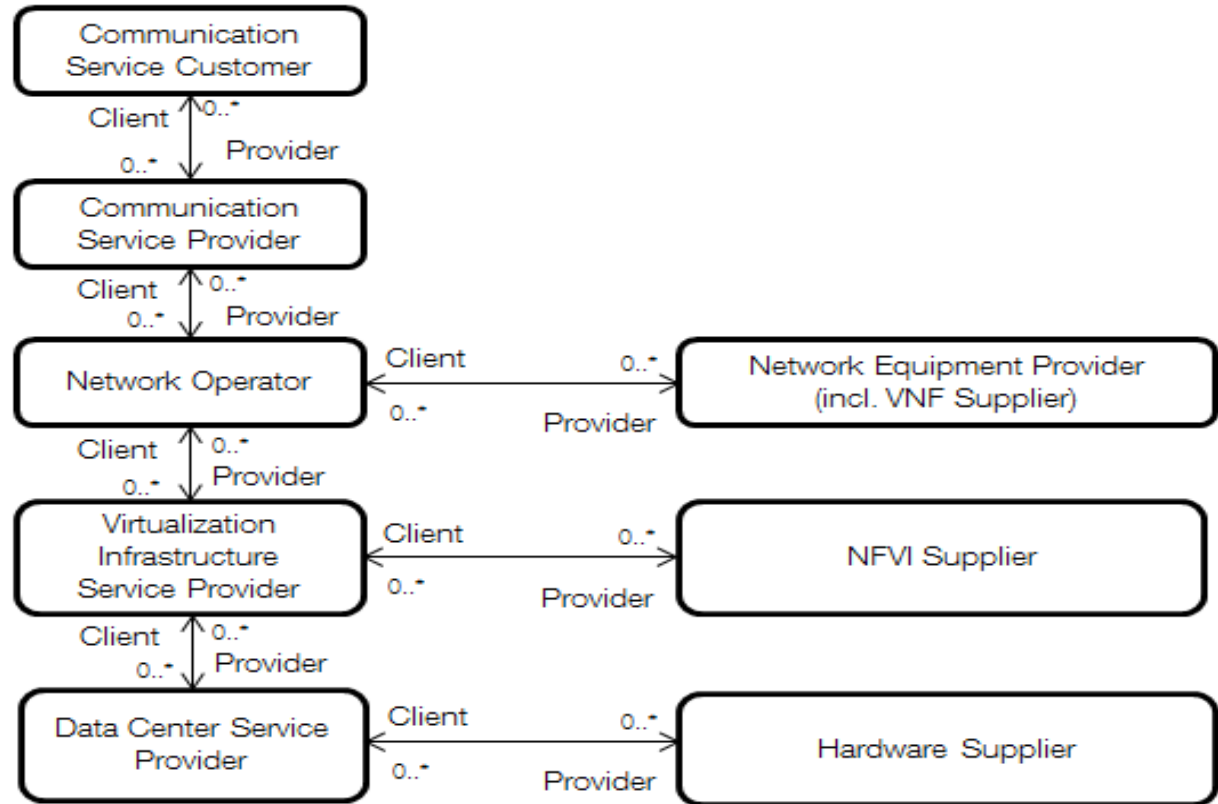 Communication
Service Customer
Client
0..*
0..*
Provider
Communication
Service Provider
Client
0..*
0..*
Provider
Network Operator
Client
0..*
0..*
Provider
Network Equipment Provider
(incl. VNF Supplier)
Client
0..*
0..*
Provider
Virtualization
Infrastructure
Service Provider
Client
0..*
0..*
Provider
NFVI Supplier
Client
0..*
0..*
Provider
Data Center Service
Provider
Client
0..*
0..*
Provider
Hardware Supplier